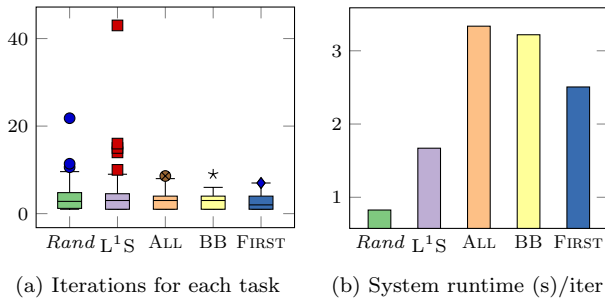 40
20
0
Rand L¹S ALL BB FIRST
(a) Iterations for each task
3
2
1
Rand L¹S ALL BB FIRST
(b) System runtime (s)/iter